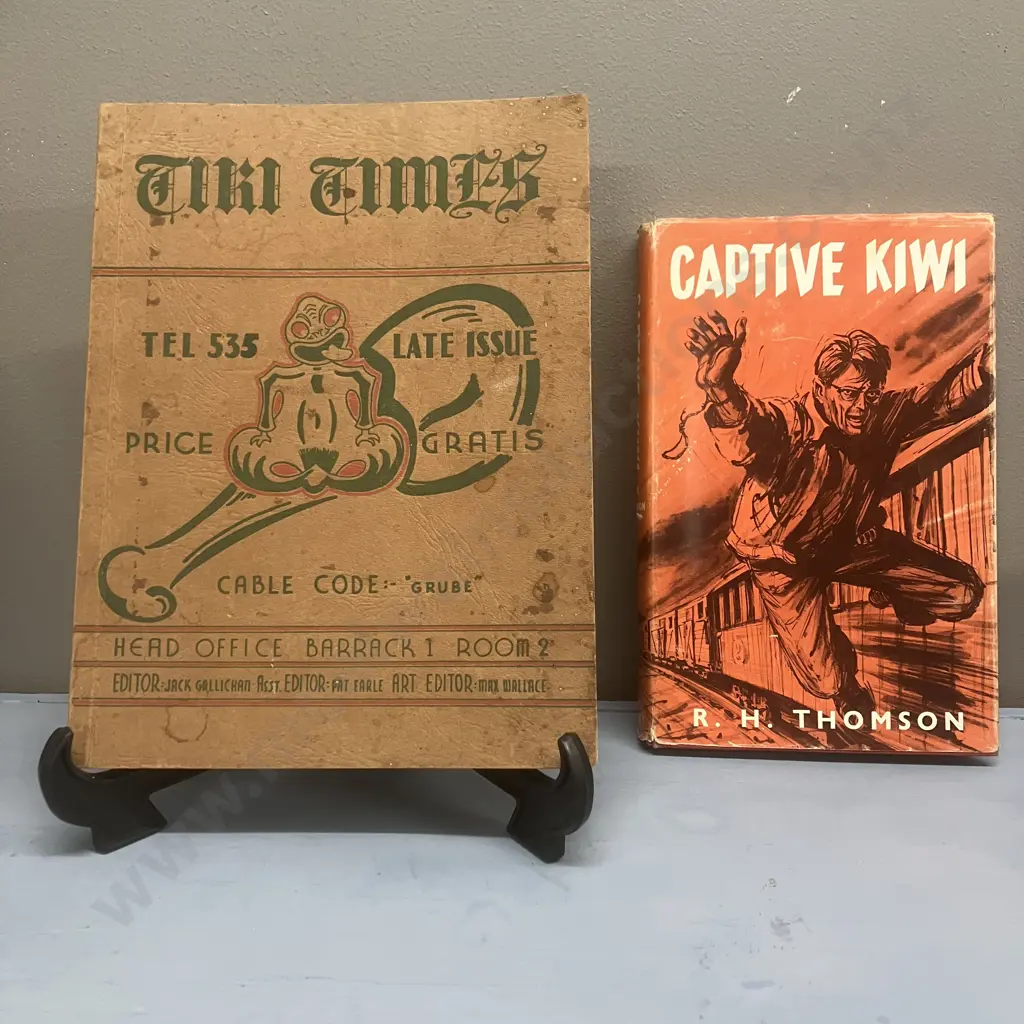 TIKI TIMES
TEL 535
LATE ISSUE
PRICE
GRATIS
CABLE CODE:- "GRUBE"
HEAD OFFICE BARRACK 1 ROOM 2
EDITOR:-JACK GALLICHAN ASST. EDITOR:-PAT EARLE ART EDITOR:-MAX WALLACE
CAPTIVE KIWI
R. H. THOMSON